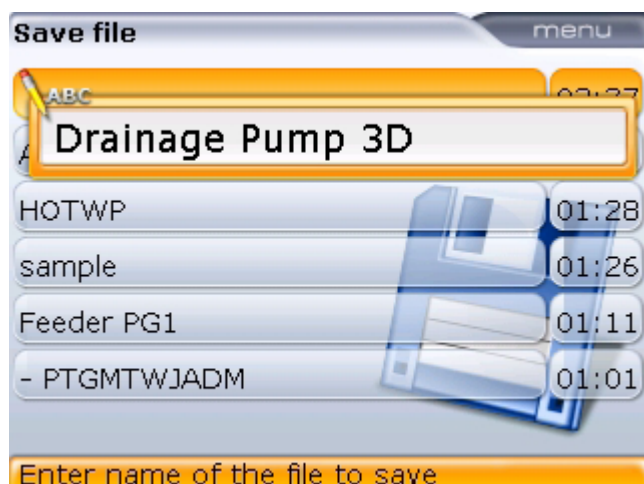 Save file
menu
ABC
Drainage Pump 3D
HOTWP 01:28
sample 01:26
Feeder PG1 01:11
- PTGMTWJADM 01:01
Enter name of the file to save